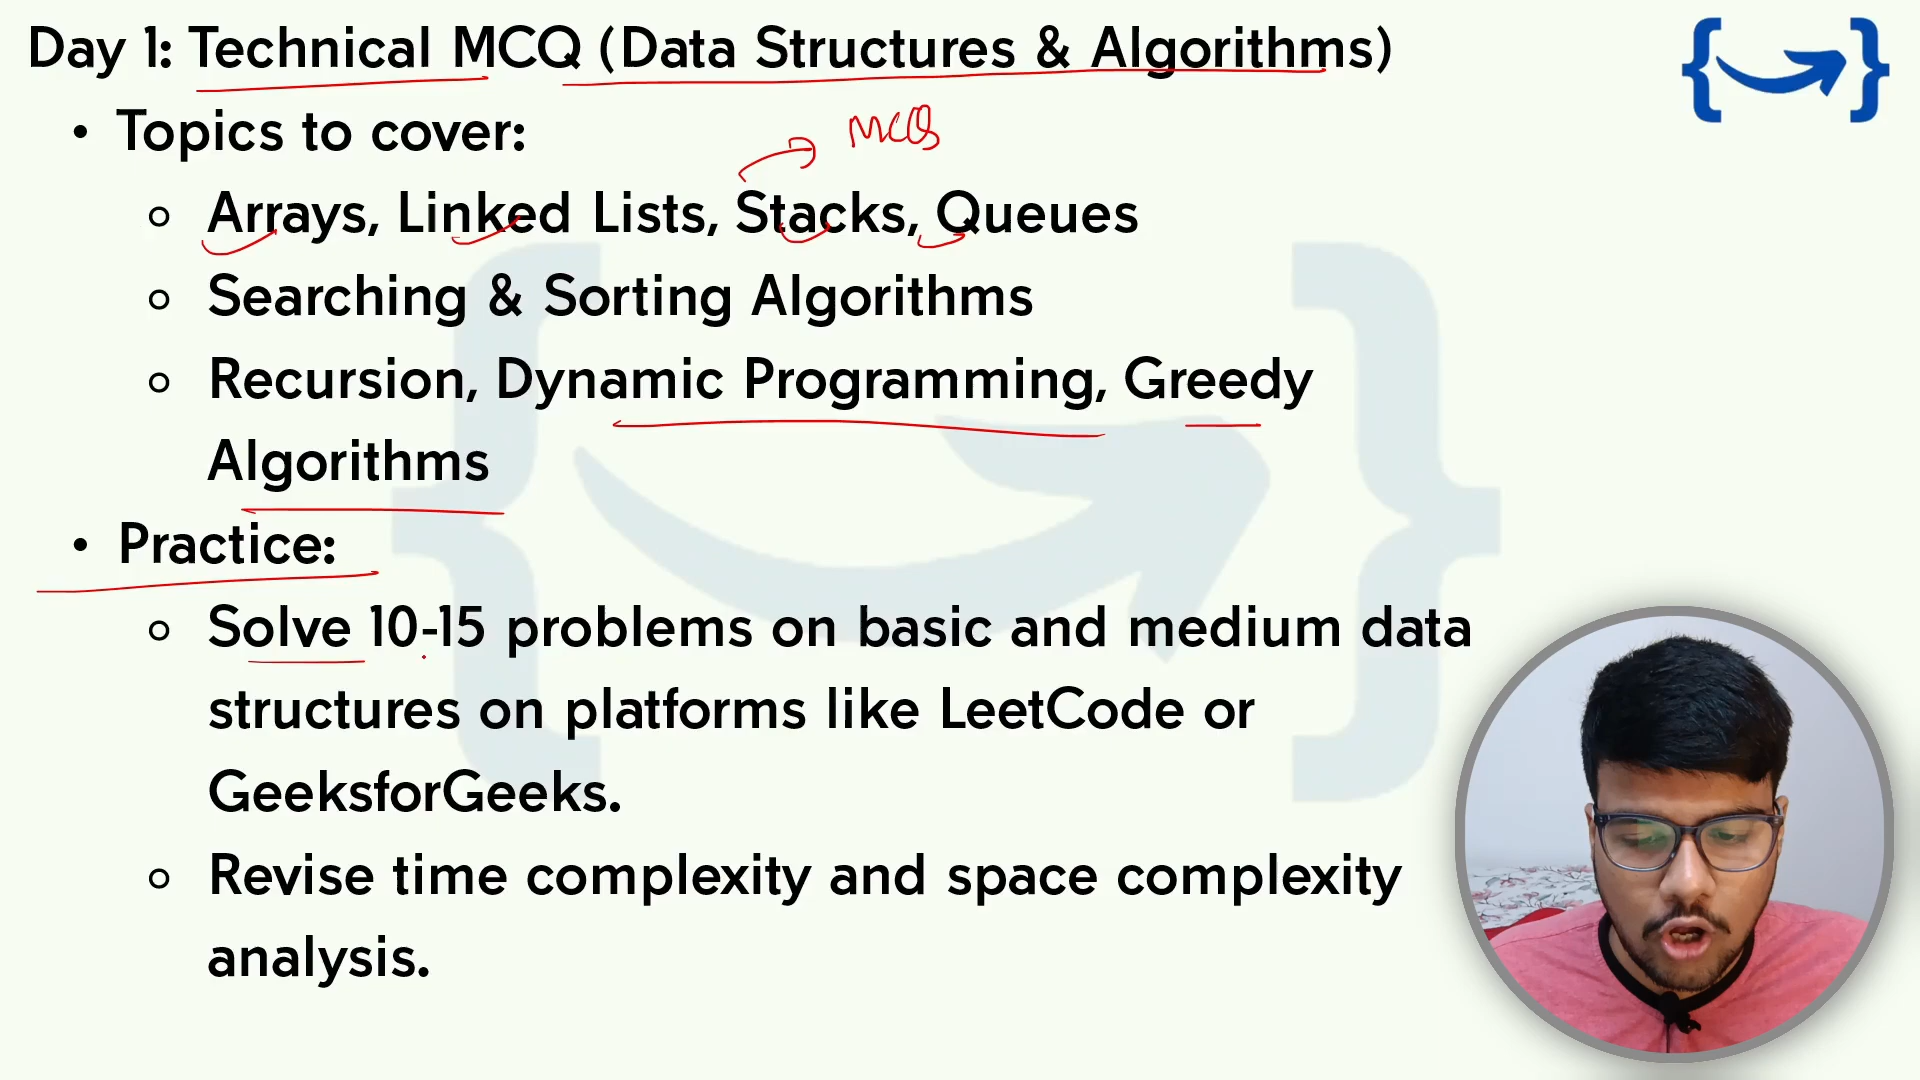 Day 1: Technical MCQ (Data Structures & Algorithms)
• Topics to cover:
MCQs
○ Arrays, Linked Lists, Stacks, Queues
○ Searching & Sorting Algorithms
○ Recursion, Dynamic Programming, Greedy
Algorithms
• Practice:
○ Solve 10-15 problems on basic and medium data
structures on platforms like LeetCode or
GeeksforGeeks.
○ Revise time complexity and space complexity
analysis.